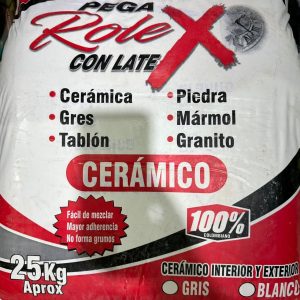 PEGA
RoleX
CON LATEX
• Cerámica • Piedra
• Gres • Mármol
• Tablón • Granito
CERÁMICO
Fácil de mezclar
Mayor adherencia
No forma grumos
100%
COLOMBIANO
25Kg
Aprox
CERÁMICO INTERIOR Y EXTERIOR
GRIS BLANCO